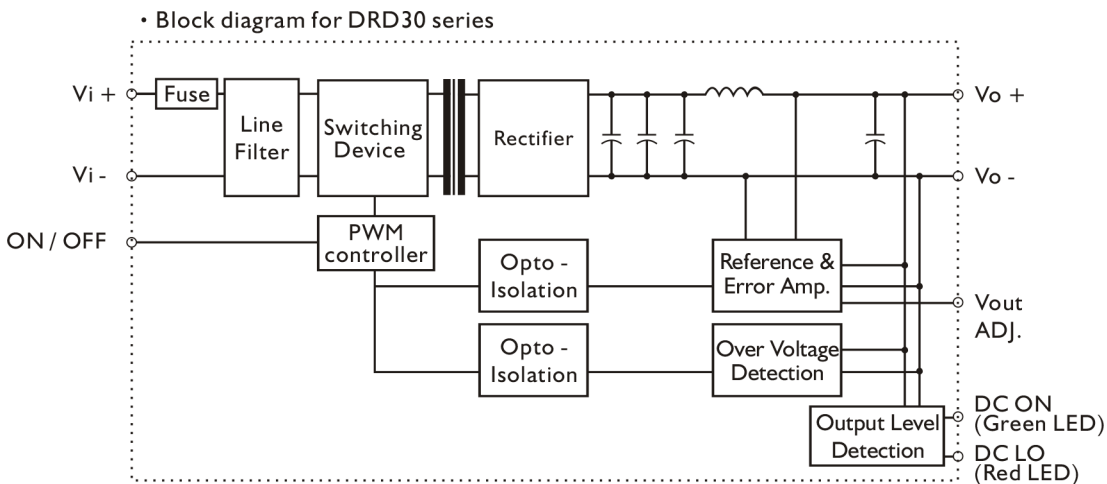 • Block diagram for DRD30 series
Vi +
Fuse
Line
Filter
Switching
Device
Rectifier
Vo +
Vi -
Vo -
ON / OFF
PWM
controller
Opto -
Isolation
Reference &
Error Amp.
Vout
ADJ.
Opto -
Isolation
Over Voltage
Detection
Output Level
Detection
DC ON
(Green LED)
DC LO
(Red LED)